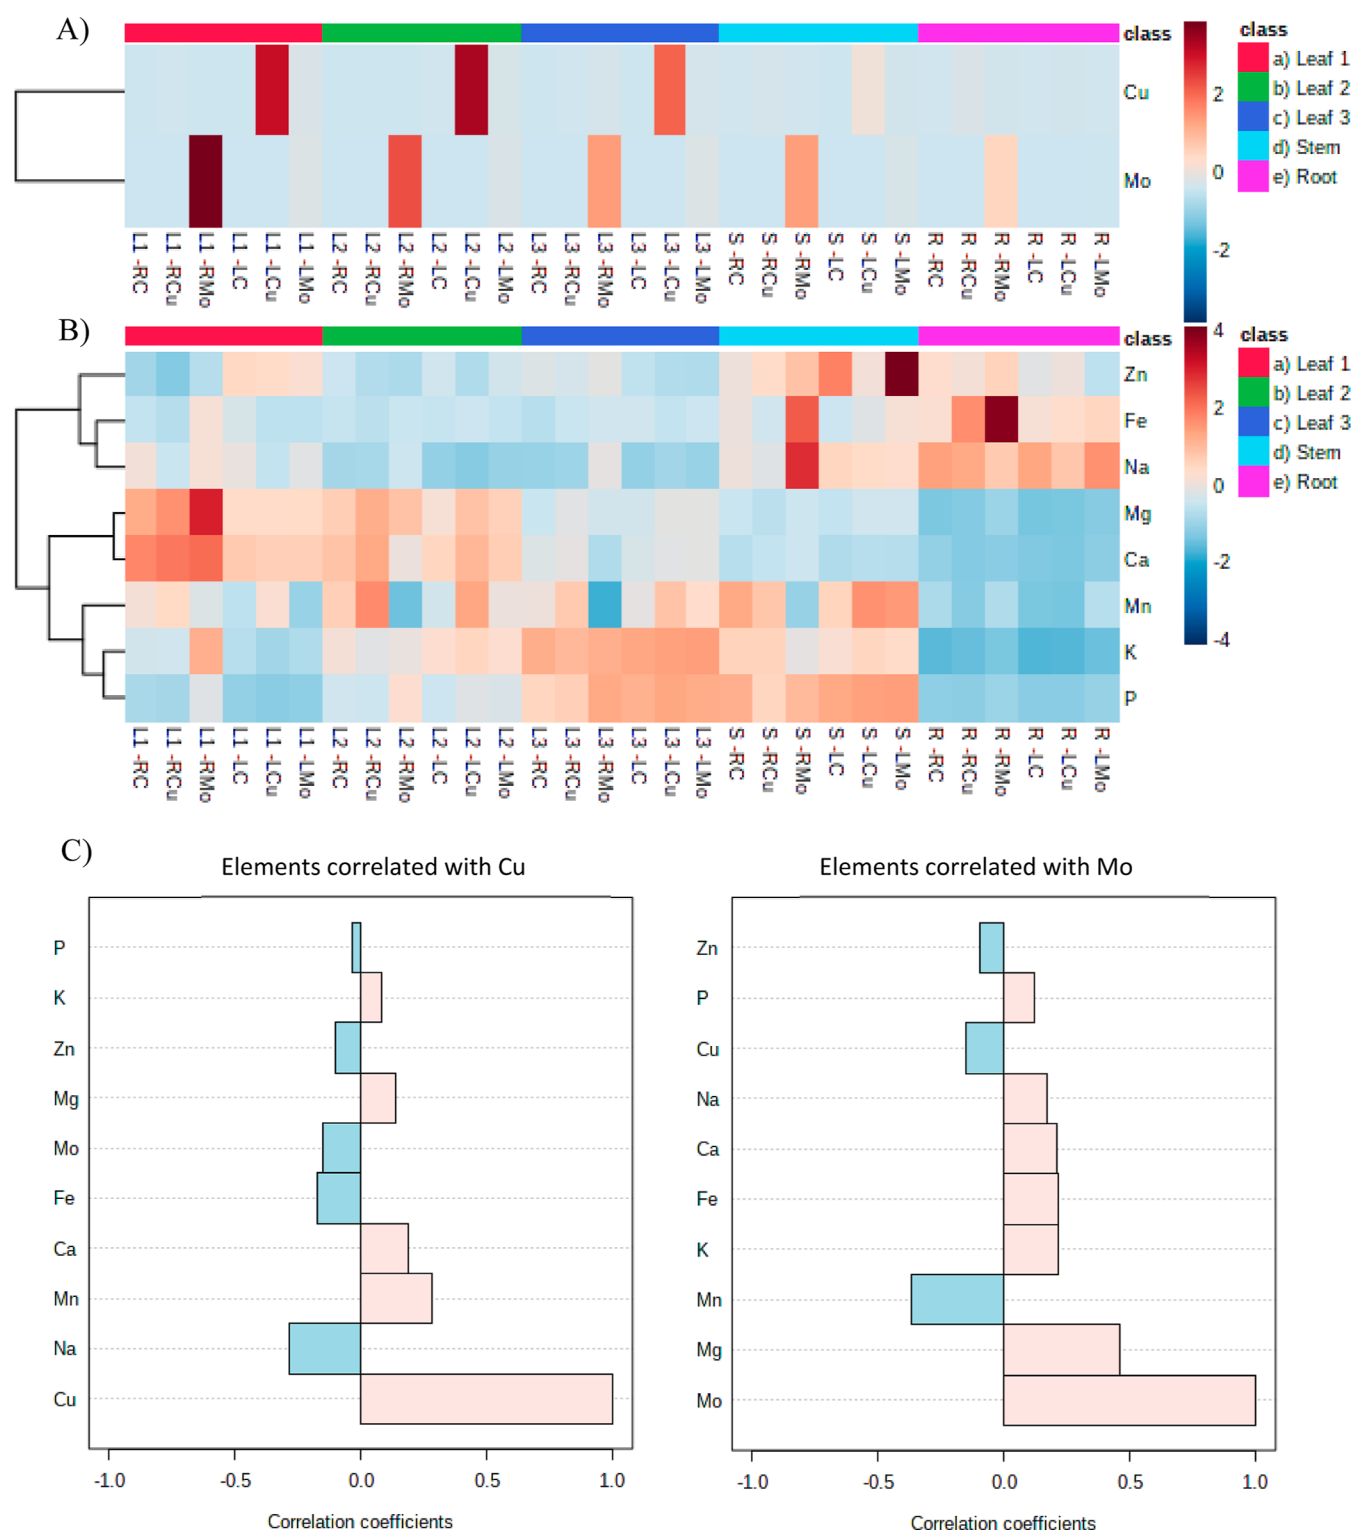 A)
class
Cu
Mo
2
0
-2
class
a) Leaf 1
b) Leaf 2
c) Leaf 3
d) Stem
e) Root
L1 -RC
L1 -RCu
L1 -RMo
L1 -LC
L1 -LCu
L1 -LMo
L2 -RC
L2 -RCu
L2 -RMo
L2 -LC
L2 -LCu
L2 -LMo
L3 -RC
L3 -RCu
L3 -RMo
L3 -LC
L3 -LCu
L3 -LMo
S -RC
S -RCu
S -RMo
S -LC
S -LCu
S -LMo
R -RC
R -RCu
R -RMo
R -LC
R -LCu
R -LMo
B)
class
Zn
Fe
Na
Mg
Ca
Mn
K
P
4
2
0
-2
-4
class
a) Leaf 1
b) Leaf 2
c) Leaf 3
d) Stem
e) Root
L1 -RC
L1 -RCu
L1 -RMo
L1 -LC
L1 -LCu
L1 -LMo
L2 -RC
L2 -RCu
L2 -RMo
L2 -LC
L2 -LCu
L2 -LMo
L3 -RC
L3 -RCu
L3 -RMo
L3 -LC
L3 -LCu
L3 -LMo
S -RC
S -RCu
S -RMo
S -LC
S -LCu
S -LMo
R -RC
R -RCu
R -RMo
R -LC
R -LCu
R -LMo
C)
Elements correlated with Cu
P
K
Zn
Mg
Mo
Fe
Ca
Mn
Na
Cu
-1.0 -0.5 0.0 0.5 1.0
Correlation coefficients
Elements correlated with Mo
Zn
P
Cu
Na
Ca
Fe
K
Mn
Mg
Mo
-1.0 -0.5 0.0 0.5 1.0
Correlation coefficients